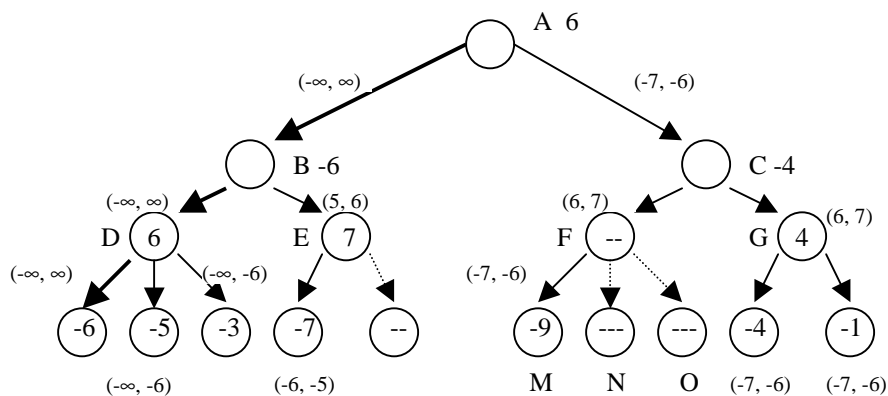 A 6
(-∞, ∞) (-7, -6)
B -6 C -4
(-∞, ∞) (5, 6) (6, 7) (6, 7)
D 6 E 7 F -- G 4
(-∞, ∞) (-∞, -6) (-7, -6)
-6 -5 -3 -7 -- -9 --- --- -4 -1
(-∞, -6) (-6, -5) M N O (-7, -6) (-7, -6)